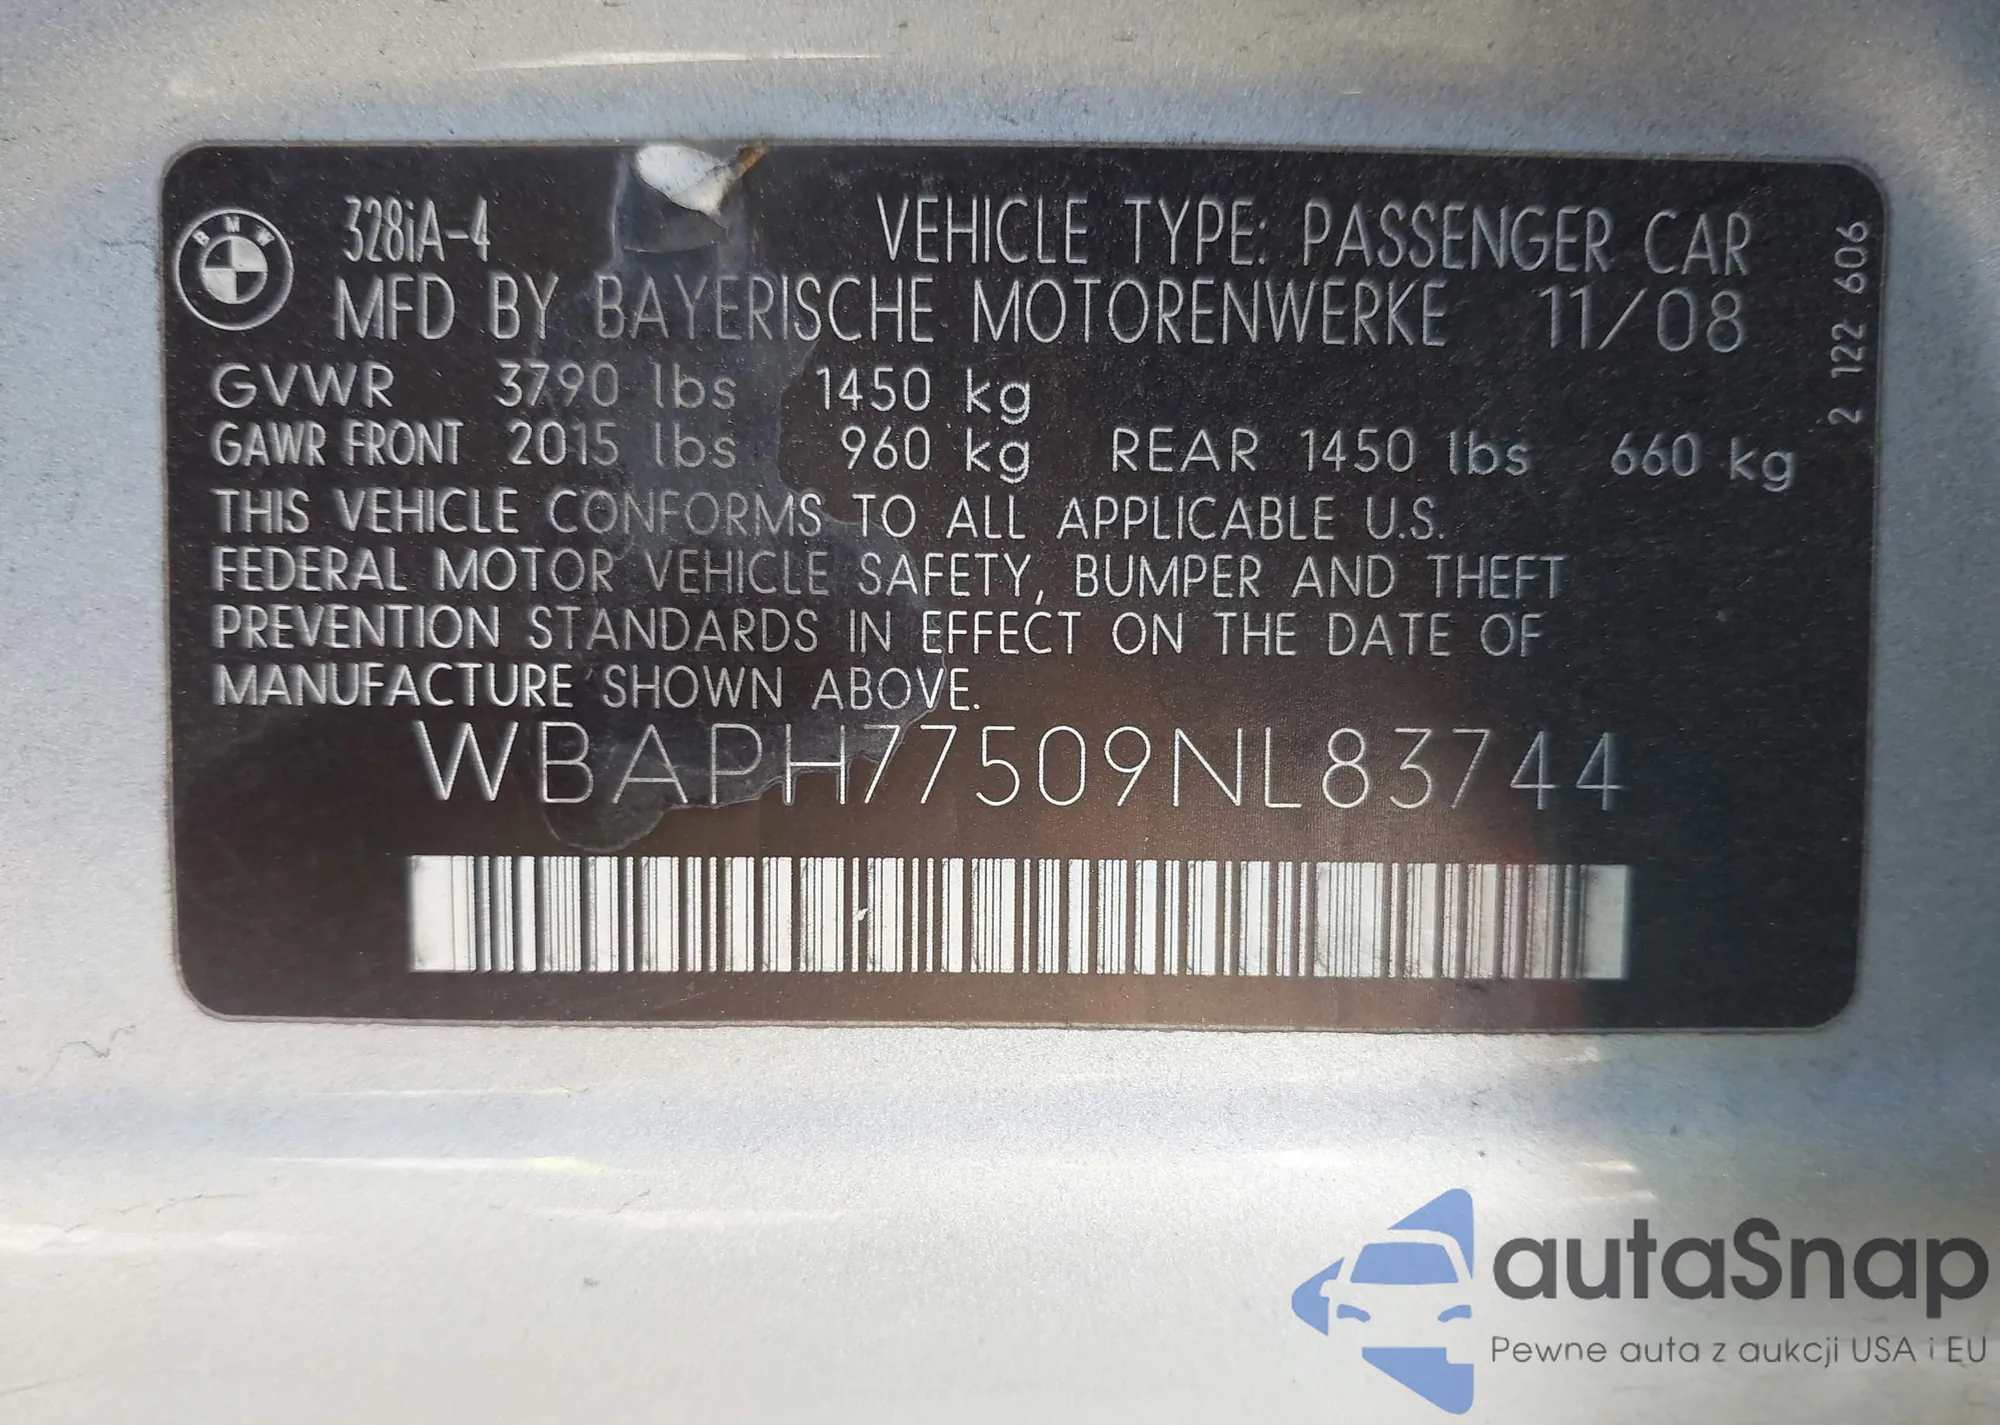 BMW
328iA-4 VEHICLE TYPE: PASSENGER CAR
MFD BY BAYERISCHE MOTORENWERKE 11/08
GVWR 3790 lbs 1450 kg
GAWR FRONT 2015 lbs 960 kg REAR 1450 lbs 660 kg
THIS VEHICLE CONFORMS TO ALL APPLICABLE U.S.
FEDERAL MOTOR VEHICLE SAFETY, BUMPER AND THEFT
PREVENTION STANDARDS IN EFFECT ON THE DATE OF
MANUFACTURE SHOWN ABOVE.
WBAPH77509NL83744
2 122 606
autaSnap
Pewne auta z aukcji USA i EU